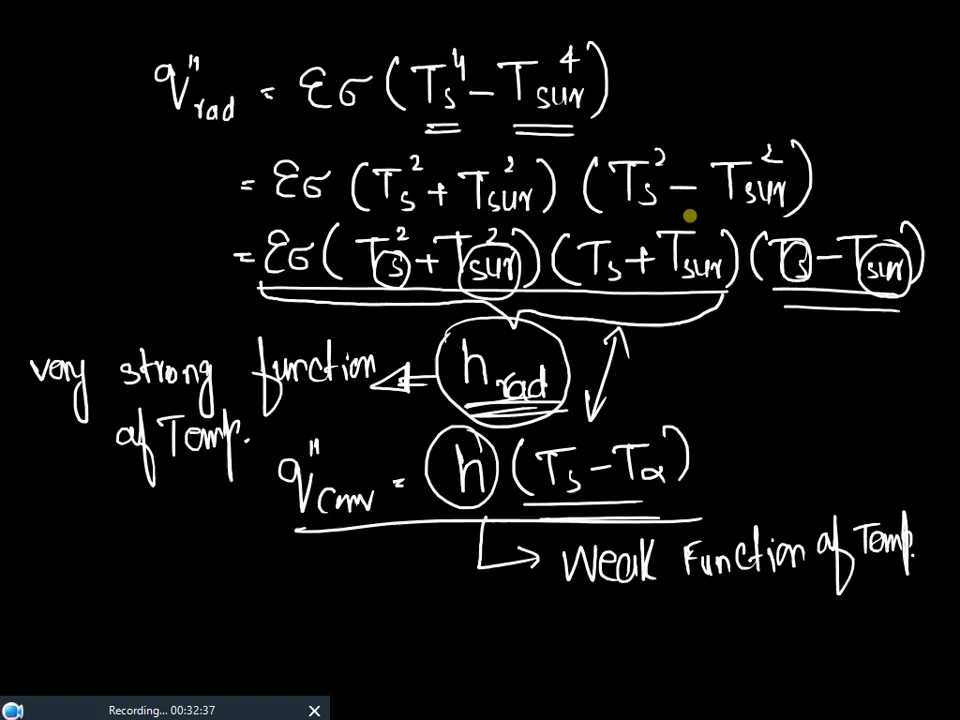 q''rad = εσ (Ts⁴ – Tsur⁴)
= εσ (Ts² + Tsur²) (Ts² – Tsur²)
= εσ (Ts² + Tsur²) (Ts + Tsur) (Ts – Tsur)
very strong function
of Temp.
hrad
q''conv = h (Ts – T∞)
Weak Function of Temp.
Recording... 00:32:37